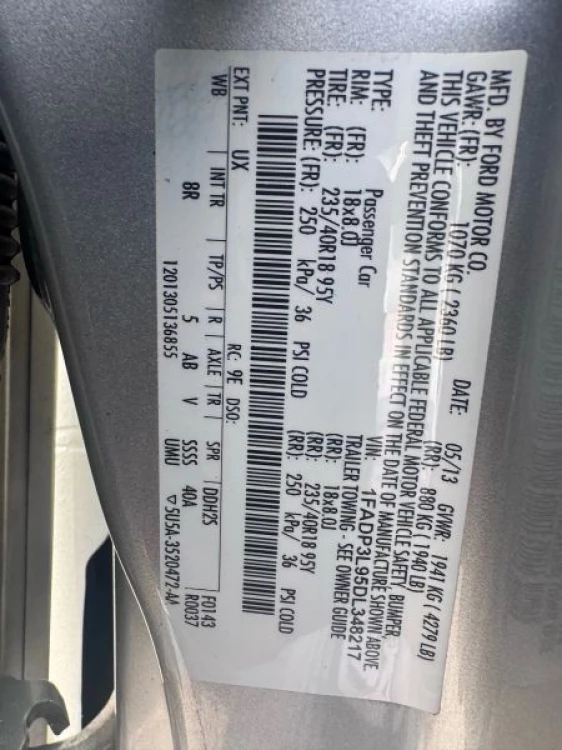 MFD. BY FORD MOTOR CO.
DATE: 05/13 GVWR: 1941 KG ( 4279 LB)
GAWR: (FR): 1070 KG ( 2360 LB) (RR): 880 KG ( 1940 LB)
THIS VEHICLE CONFORMS TO ALL APPLICABLE FEDERAL MOTOR VEHICLE SAFETY, BUMPER,
AND THEFT PREVENTION STANDARDS IN EFFECT ON THE DATE OF MANUFACTURE SHOWN ABOVE.
VIN: 1FADP3L95DL348217
TYPE: Passenger Car TRAILER TOWING - SEE OWNER GUIDE
RIM: (FR): 18x8.0J (RR): 18x8.0J
TIRE: (FR): 235/40R18 95Y (RR): 235/40R18 95Y
PRESSURE: (FR): 250 kPa/ 36 PSI COLD (RR): 250 kPa/ 36 PSI COLD
EXT PNT: UX RC: 9E DSO: F0143
WB INT TR TP/PS R AXLE TR SPR DDH2S R0037
8R 5 AB V SSSS 40A
1201305136855 UMU ▽ 5U5A-3520472-AA